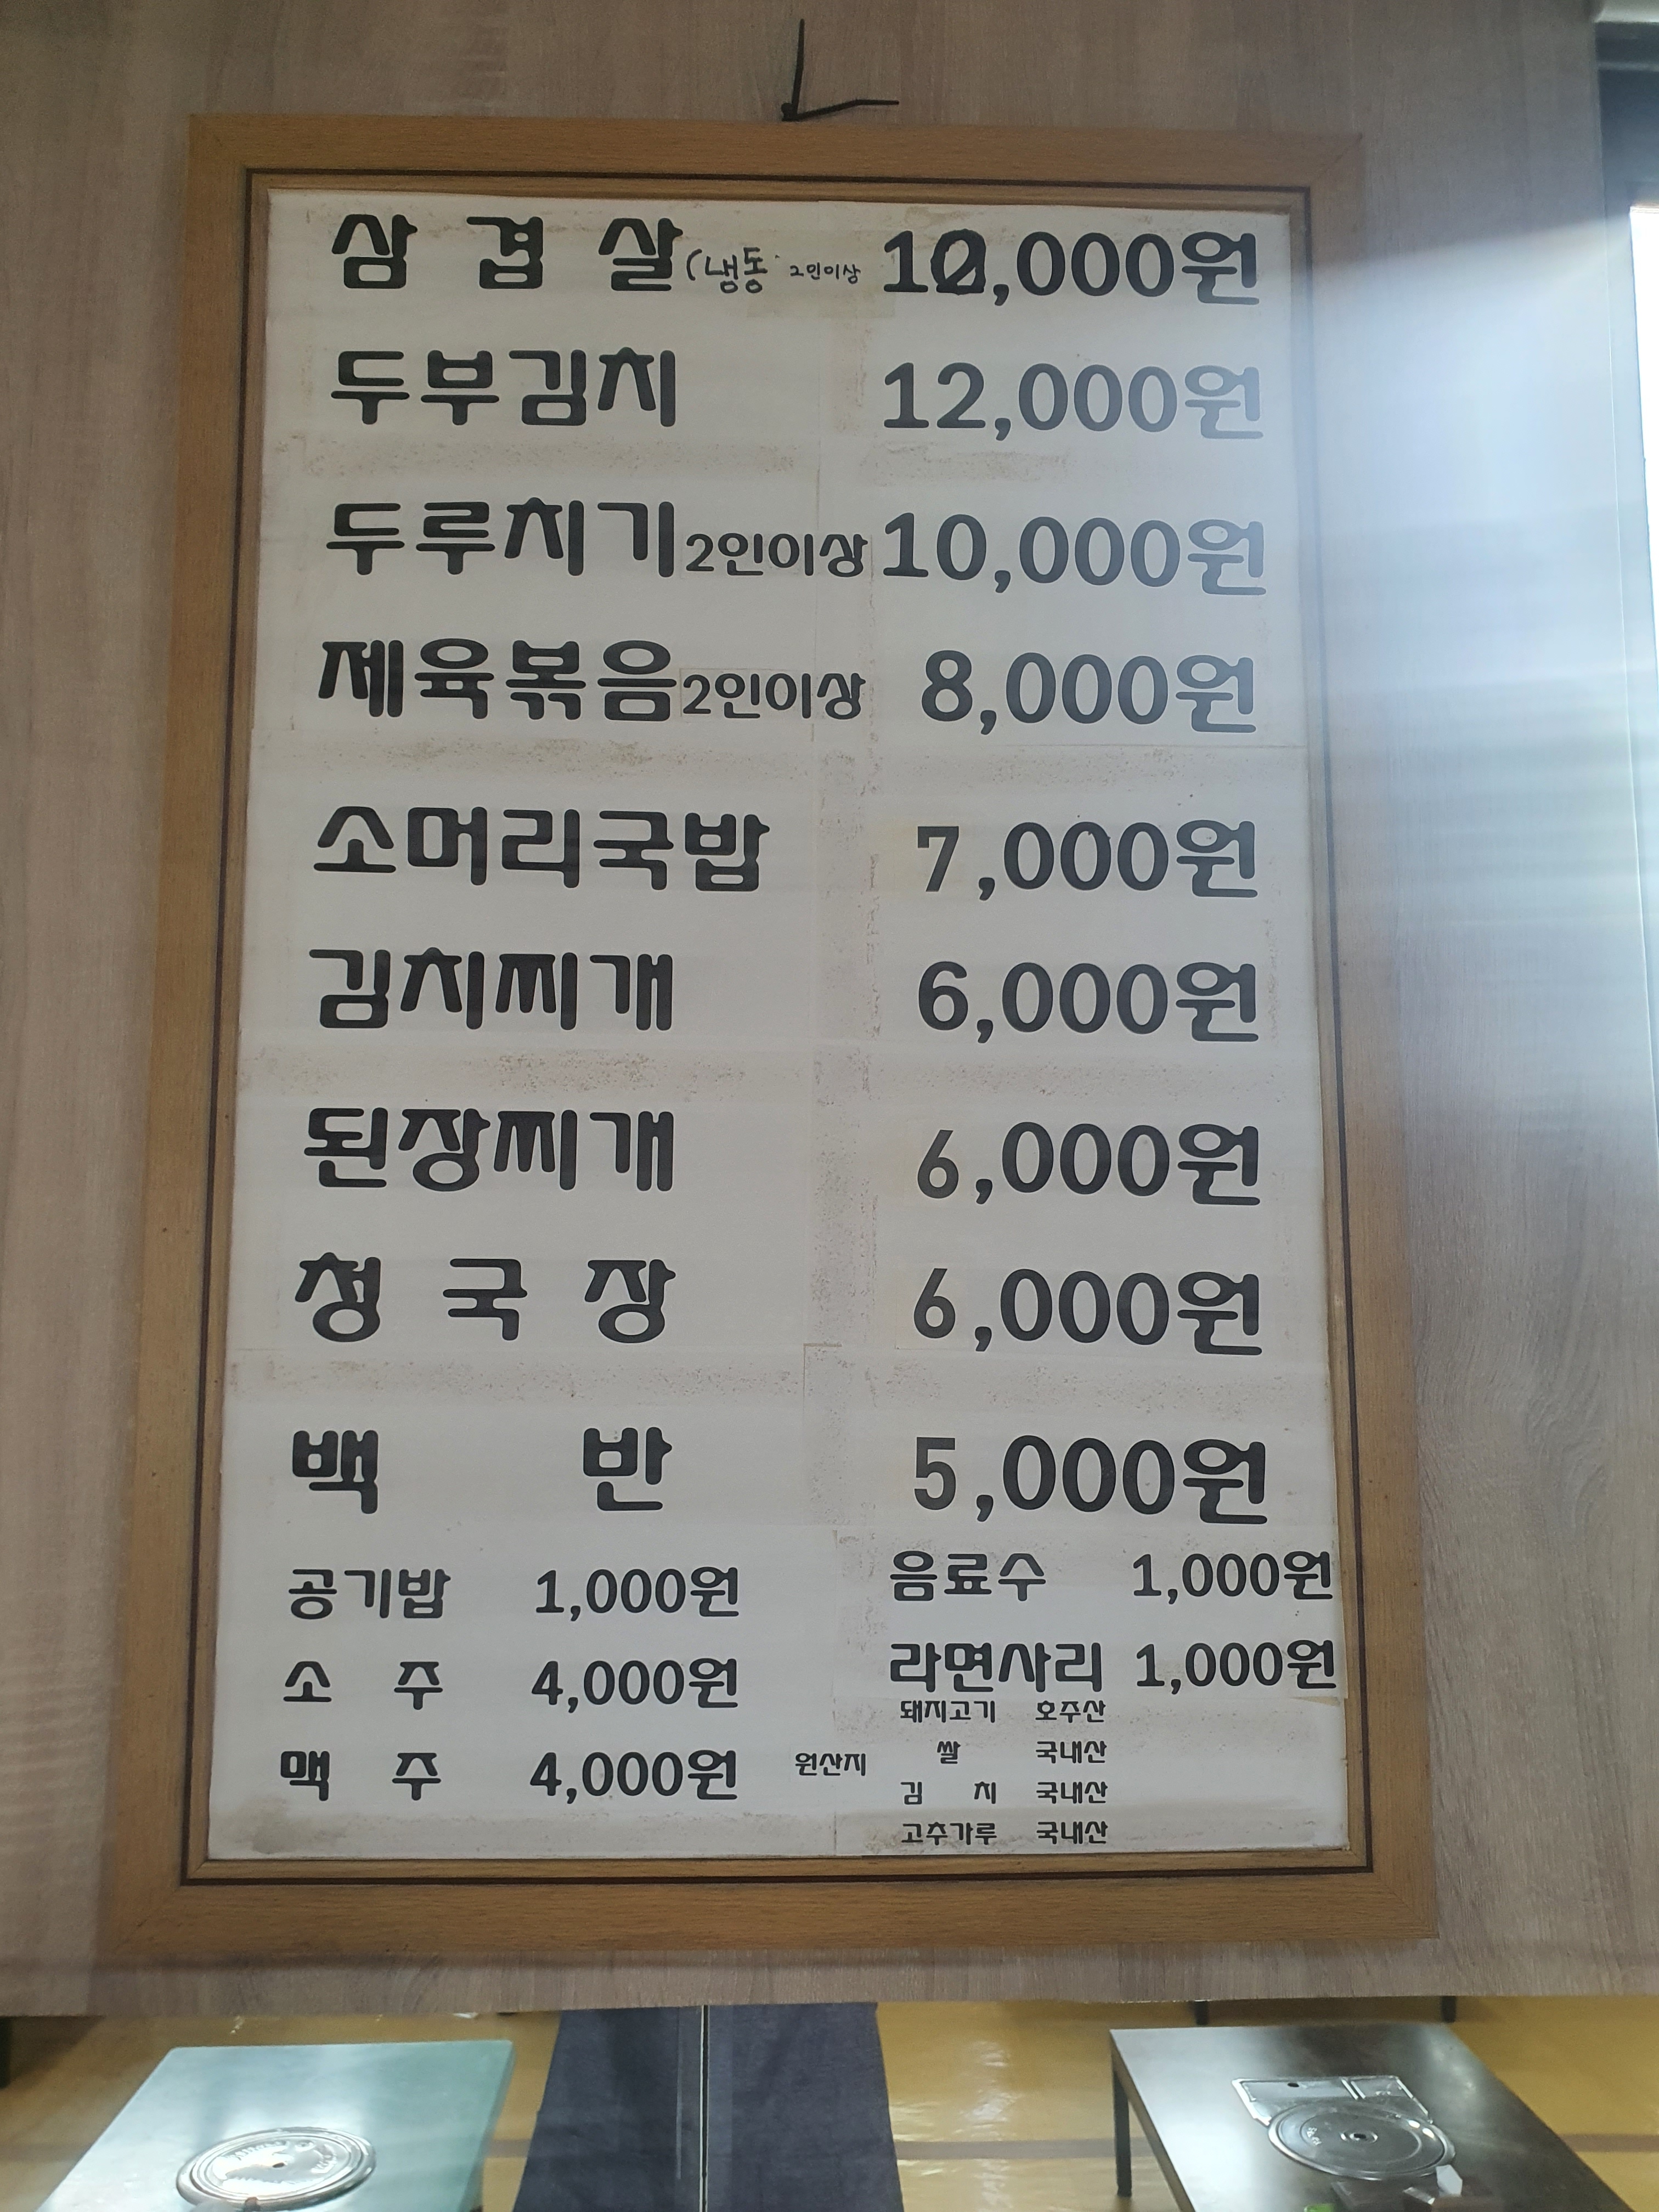 삼 겹 살(냉동 2인이상 12,000원
두부김치 12,000원
두루치기2인이상 10,000원
제육볶음2인이상 8,000원
소머리국밥 7,000원
김치찌개 6,000원
된장찌개 6,000원
청 국 장 6,000원
백 반 5,000원
공기밥 1,000원 음료수 1,000원
소 주 4,000원 라면사리 1,000원
맥 주 4,000원
원산지
돼지고기 호주산
쌀 국내산
김 치 국내산
고추가루 국내산